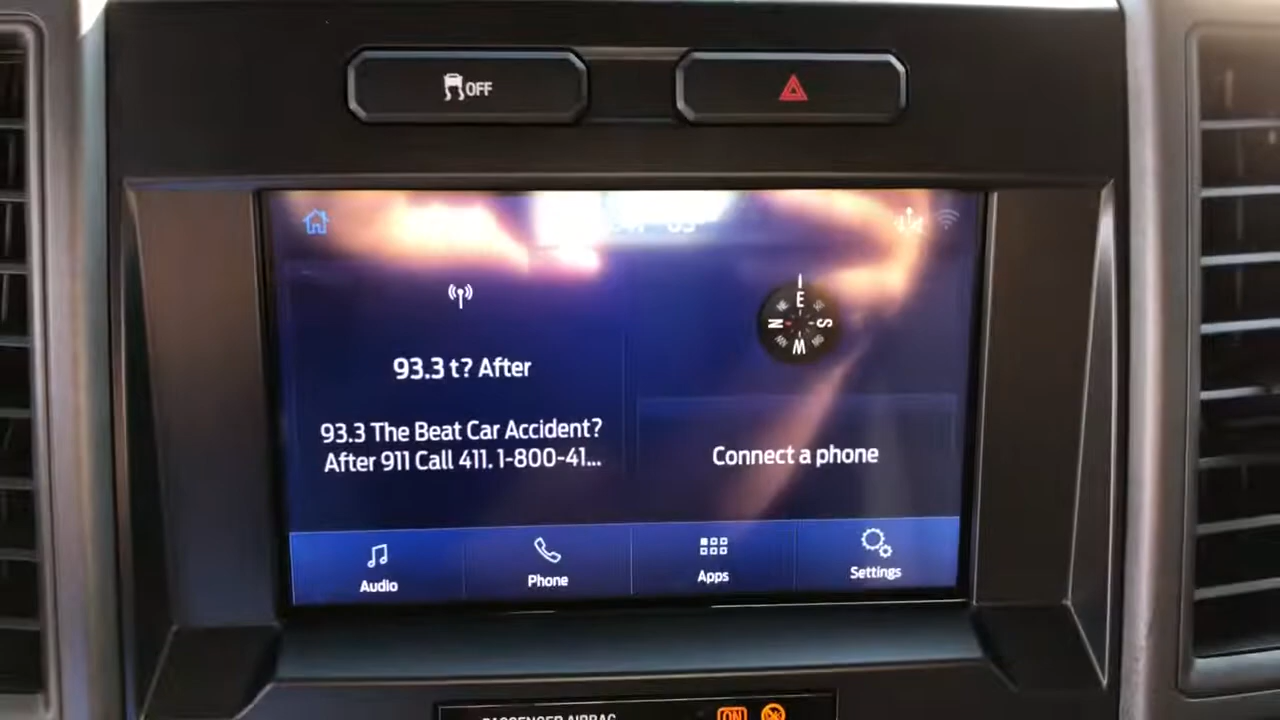 OFF
93.3 t? After
93.3 The Beat Car Accident?
After 911 Call 411. 1-800-41...
E
N
S
W
Connect a phone
Audio
Phone
Apps
Settings
PASSENGER AIRBAG
ON